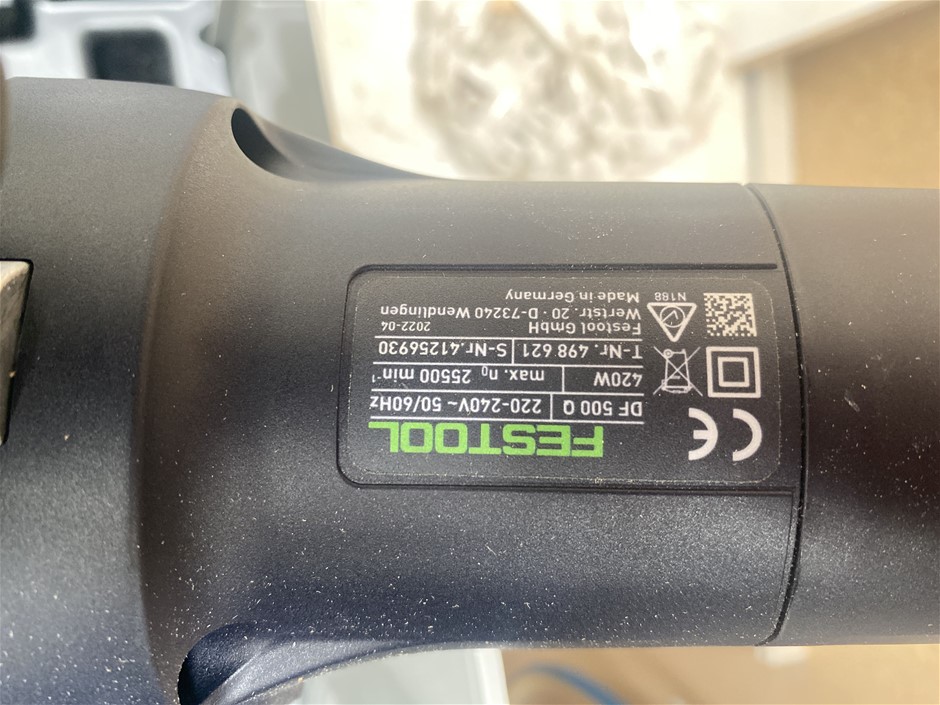 FESTOOL
DF 500 Q 220-240V~ 50/60Hz
420W max. n₀ 25500 min⁻¹
T-Nr. 498 621 S-Nr.41256930
Festool GmbH 2022-04
Wertstr. 20 · D-73240 Wendlingen
Made in Germany
CE
N188